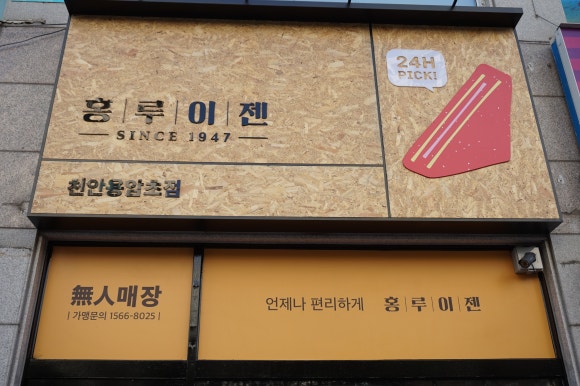 홍|루|이|젠
SINCE 1947
24H
PICK!
천안용암초점
無人매장
| 가맹문의 1566-8025 |
언제나 편리하게 홍|루|이|젠